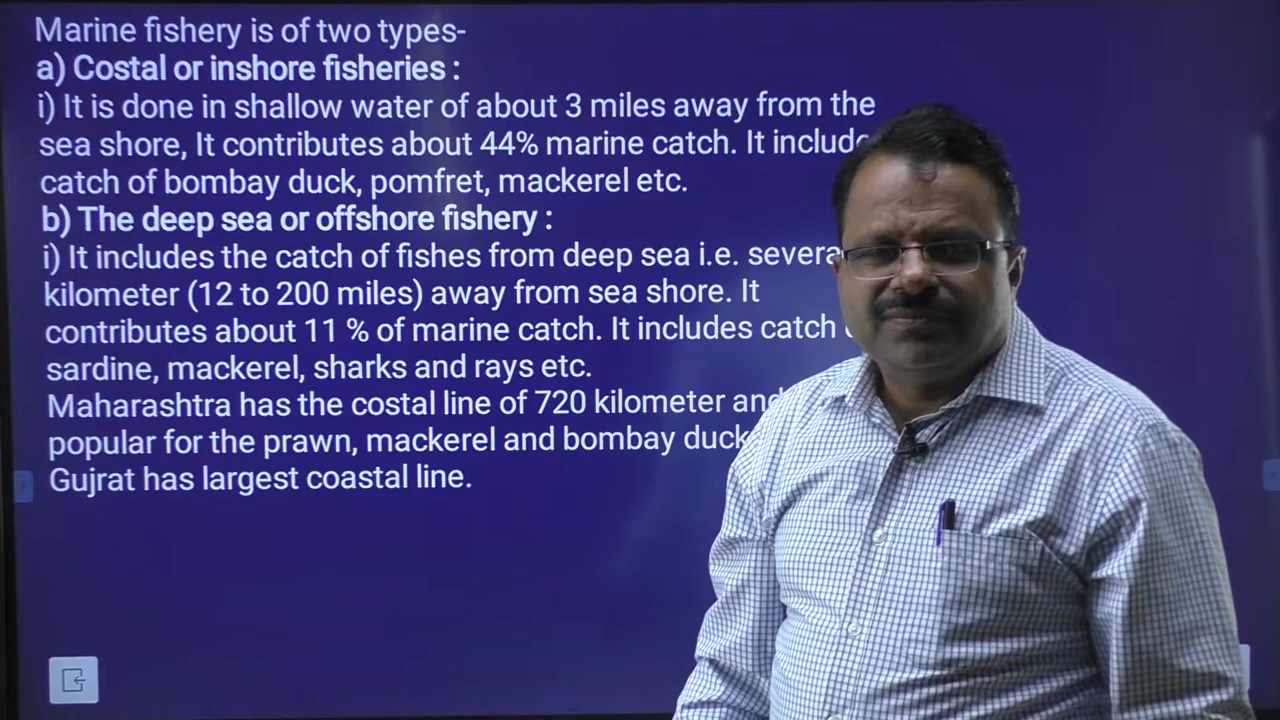 Marine fishery is of two types-
a) Costal or inshore fisheries :
i) It is done in shallow water of about 3 miles away from the
sea shore, It contributes about 44% marine catch. It include
catch of bombay duck, pomfret, mackerel etc.
b) The deep sea or offshore fishery :
i) It includes the catch of fishes from deep sea i.e. severa
kilometer (12 to 200 miles) away from sea shore. It
contributes about 11 % of marine catch. It includes catch
sardine, mackerel, sharks and rays etc.
Maharashtra has the costal line of 720 kilometer and
popular for the prawn, mackerel and bombay duck
Gujrat has largest coastal line.